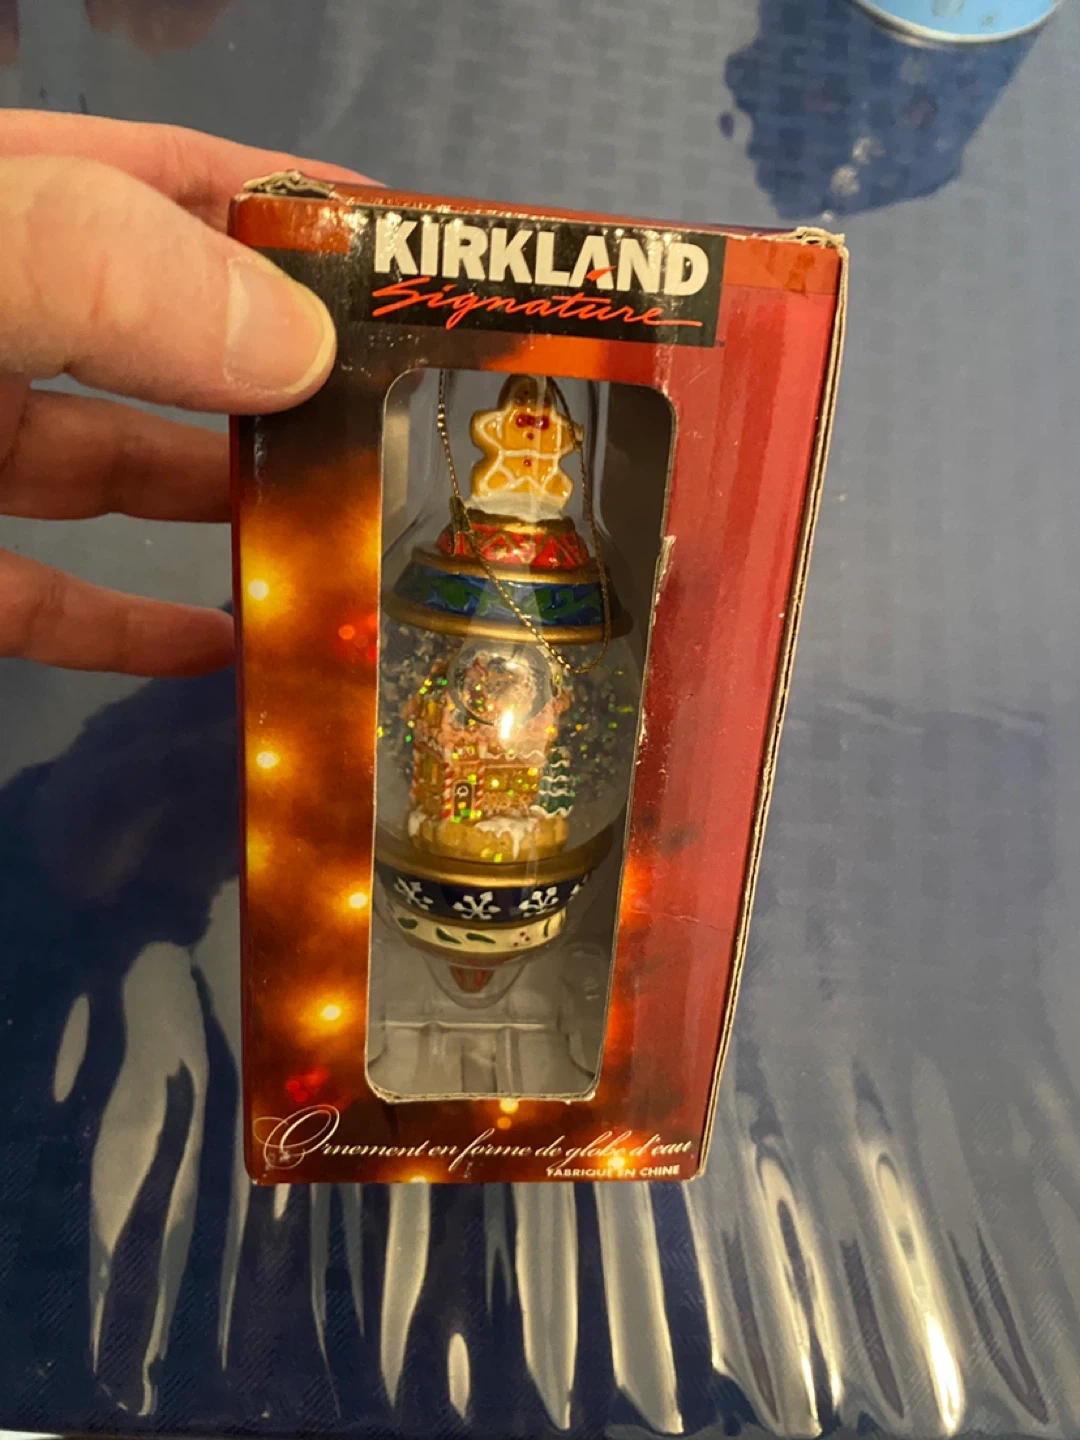 KIRKLAND
Signature
Ornement en forme de globe d'eau
FABRIQUÉ EN CHINE